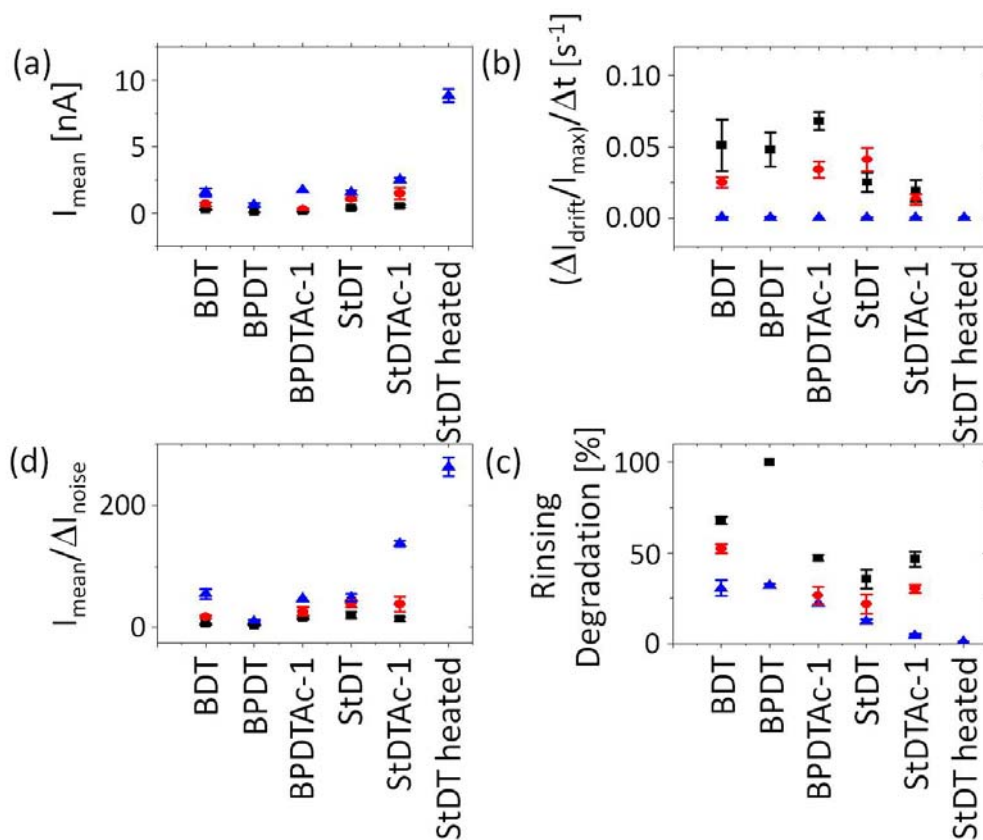 (a)
I_mean [nA]
10
5
0
BDT
BPDT
BPDTAc-1
StDT
StDTAc-1
StDT heated
(b)
(ΔI_drift/I_max)/Δt [s⁻¹]
0.10
0.05
0.00
BDT
BPDT
BPDTAc-1
StDT
StDTAc-1
StDT heated
(d)
I_mean/ΔI_noise
200
0
BDT
BPDT
BPDTAc-1
StDT
StDTAc-1
StDT heated
(c)
Rinsing
Degradation [%]
100
50
0
BDT
BPDT
BPDTAc-1
StDT
StDTAc-1
StDT heated